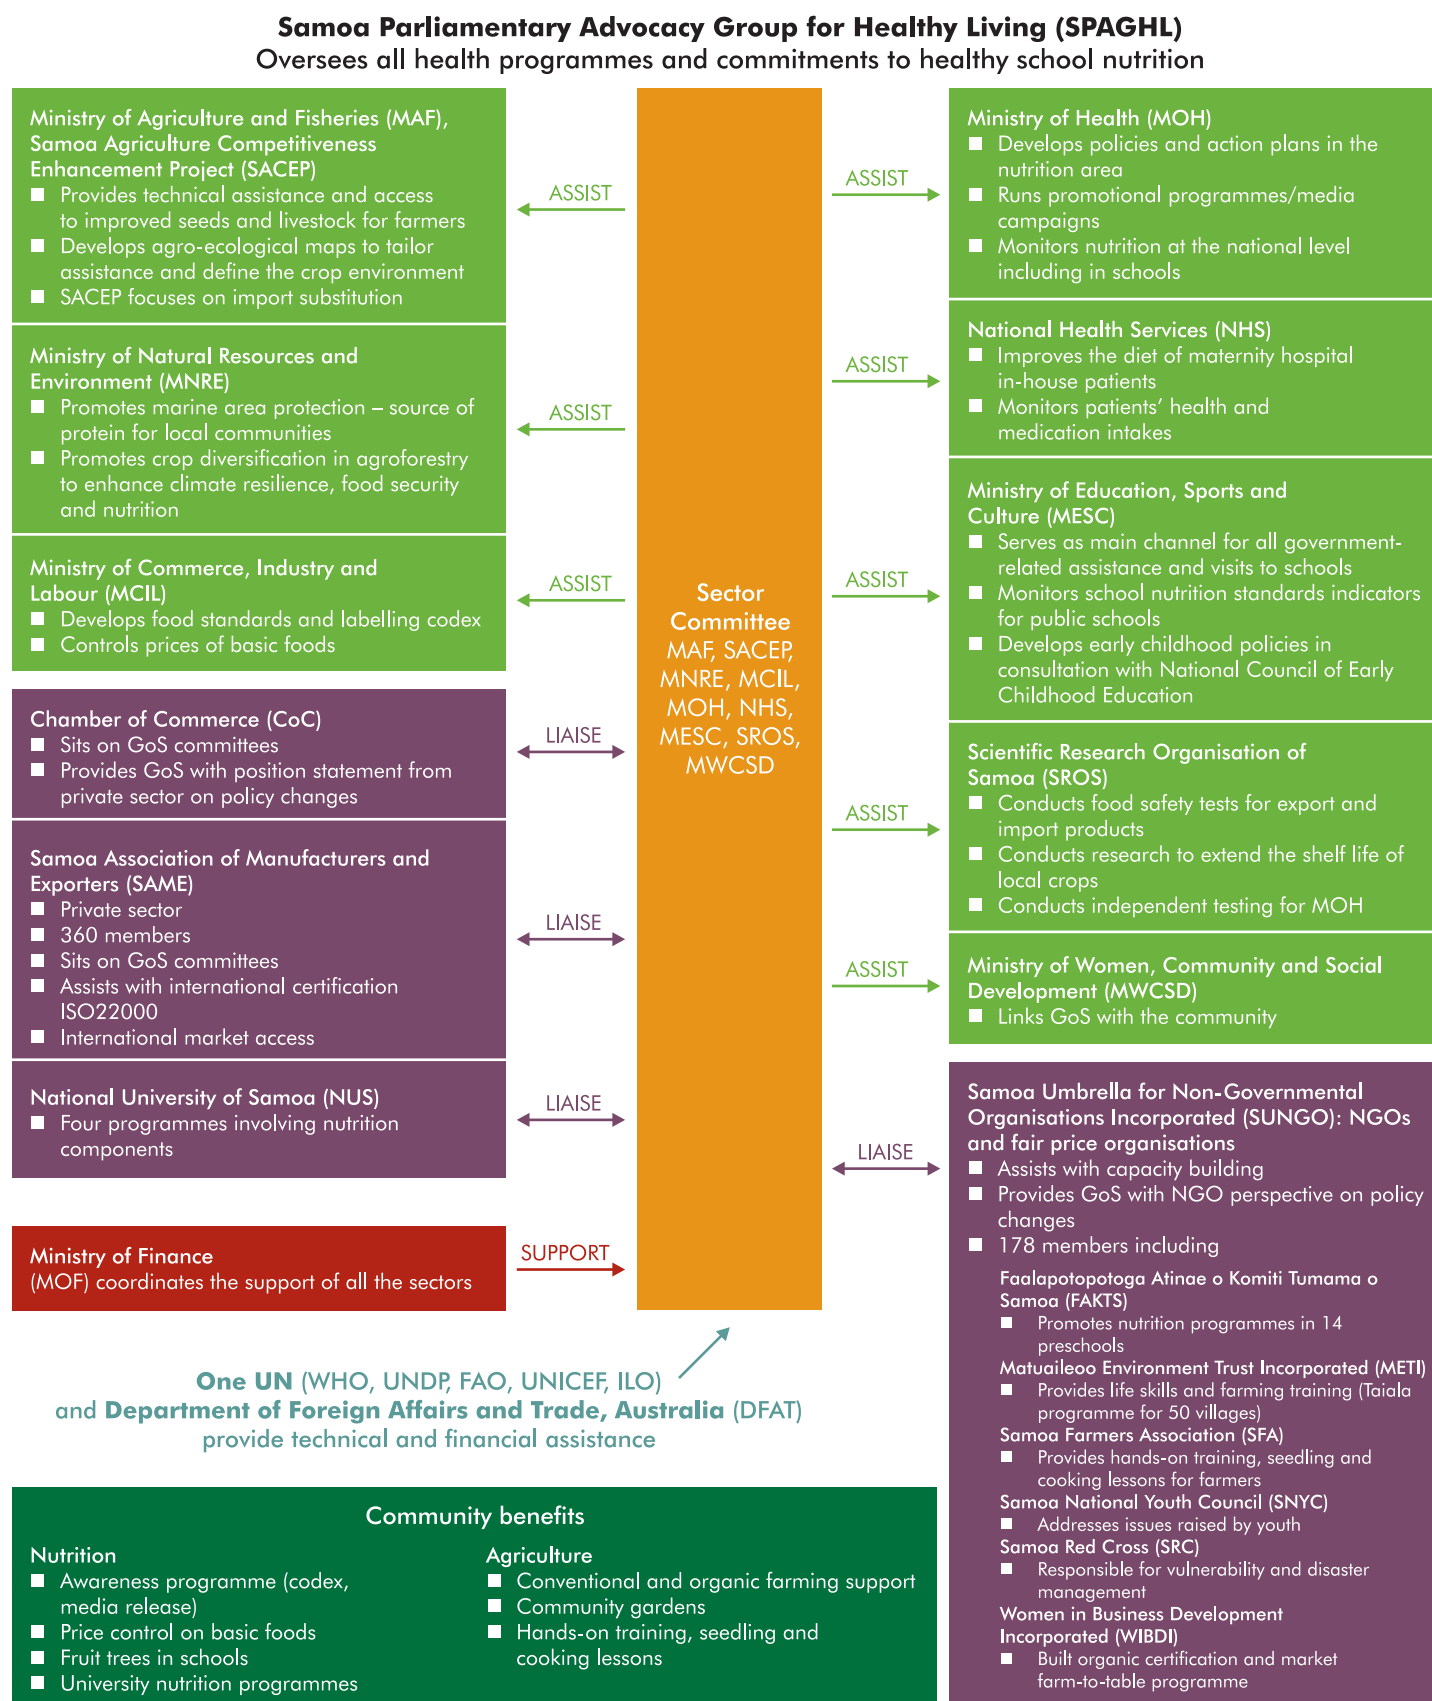 Samoa Parliamentary Advocacy Group for Healthy Living (SPAGHL)
Oversees all health programmes and commitments to healthy school nutrition
Ministry of Agriculture and Fisheries (MAF),
Samoa Agriculture Competitiveness
Enhancement Project (SACEP)
Provides technical assistance and access
to improved seeds and livestock for farmers
Develops agro-ecological maps to tailor
assistance and define the crop environment
SACEP focuses on import substitution
ASSIST
Ministry of Natural Resources and
Environment (MNRE)
Promotes marine area protection – source of
protein for local communities
Promotes crop diversification in agroforestry
to enhance climate resilience, food security
and nutrition
ASSIST
Ministry of Commerce, Industry and
Labour (MCIL)
Develops food standards and labelling codex
Controls prices of basic foods
ASSIST
Chamber of Commerce (CoC)
Sits on GoS committees
Provides GoS with position statement from
private sector on policy changes
LIAISE
Samoa Association of Manufacturers and
Exporters (SAME)
Private sector
360 members
Sits on GoS committees
Assists with international certification
ISO22000
International market access
LIAISE
National University of Samoa (NUS)
Four programmes involving nutrition
components
LIAISE
Ministry of Finance
(MOF) coordinates the support of all the sectors
SUPPORT
Sector
Committee
MAF, SACEP,
MNRE, MCIL,
MOH, NHS,
MESC, SROS,
MWCSD
ASSIST
Ministry of Health (MOH)
Develops policies and action plans in the
nutrition area
Runs promotional programmes/media
campaigns
Monitors nutrition at the national level
including in schools
ASSIST
National Health Services (NHS)
Improves the diet of maternity hospital
in-house patients
Monitors patients’ health and
medication intakes
ASSIST
Ministry of Education, Sports and
Culture (MESC)
Serves as main channel for all government-
related assistance and visits to schools
Monitors school nutrition standards indicators
for public schools
Develops early childhood policies in
consultation with National Council of Early
Childhood Education
ASSIST
Scientific Research Organisation of
Samoa (SROS)
Conducts food safety tests for export and
import products
Conducts research to extend the shelf life of
local crops
Conducts independent testing for MOH
ASSIST
Ministry of Women, Community and Social
Development (MWCSD)
Links GoS with the community
LIAISE
Samoa Umbrella for Non-Governmental
Organisations Incorporated (SUNGO): NGOs
and fair price organisations
Assists with capacity building
Provides GoS with NGO perspective on policy
changes
178 members including
Faalapotopotoga Atinae o Komiti Tumama o
Samoa (FAKTS)
Promotes nutrition programmes in 14
preschools
Matuaileoo Environment Trust Incorporated (METI)
Provides life skills and farming training (Taiala
programme for 50 villages)
Samoa Farmers Association (SFA)
Provides hands-on training, seedling and
cooking lessons for farmers
Samoa National Youth Council (SNYC)
Addresses issues raised by youth
Samoa Red Cross (SRC)
Responsible for vulnerability and disaster
management
Women in Business Development
Incorporated (WIBDI)
Built organic certification and market
farm-to-table programme
One UN (WHO, UNDP, FAO, UNICEF, ILO)
and Department of Foreign Affairs and Trade, Australia (DFAT)
provide technical and financial assistance
Community benefits
Nutrition
Awareness programme (codex,
media release)
Price control on basic foods
Fruit trees in schools
University nutrition programmes
Agriculture
Conventional and organic farming support
Community gardens
Hands-on training, seedling and
cooking lessons